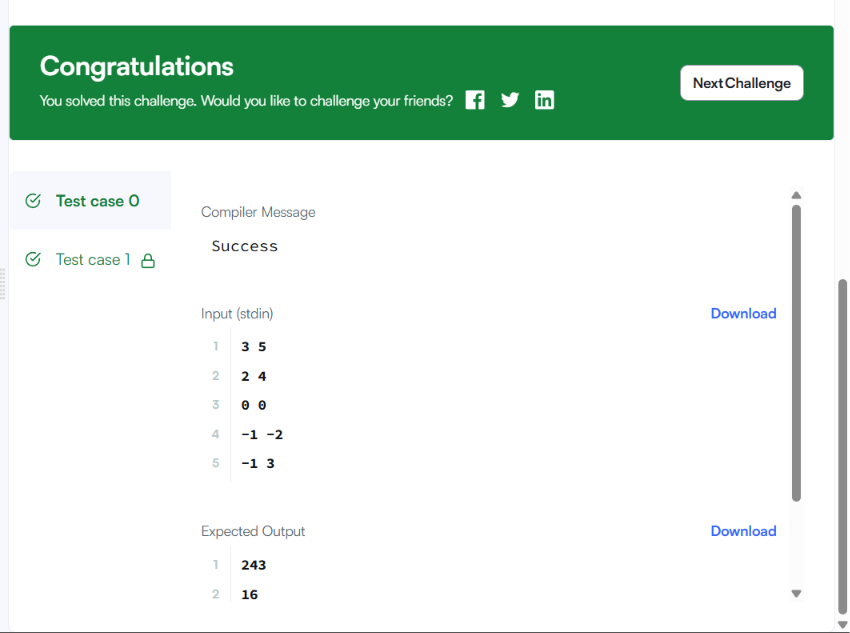 Congratulations
You solved this challenge. Would you like to challenge your friends?
Next Challenge
Test case 0
Test case 1
Compiler Message
Success
Input (stdin)
Download
1 3 5
2 2 4
3 0 0
4 -1 -2
5 -1 3
Expected Output
Download
1 243
2 16